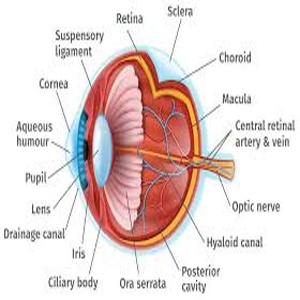 Retina
Sclera
Suspensory
ligament
Choroid
Cornea
Macula
Aqueous
humour
Central retinal
artery & vein
Pupil
Lens
Optic nerve
Drainage canal
Iris
Hyaloid canal
Ciliary body
Ora serrata
Posterior
cavity